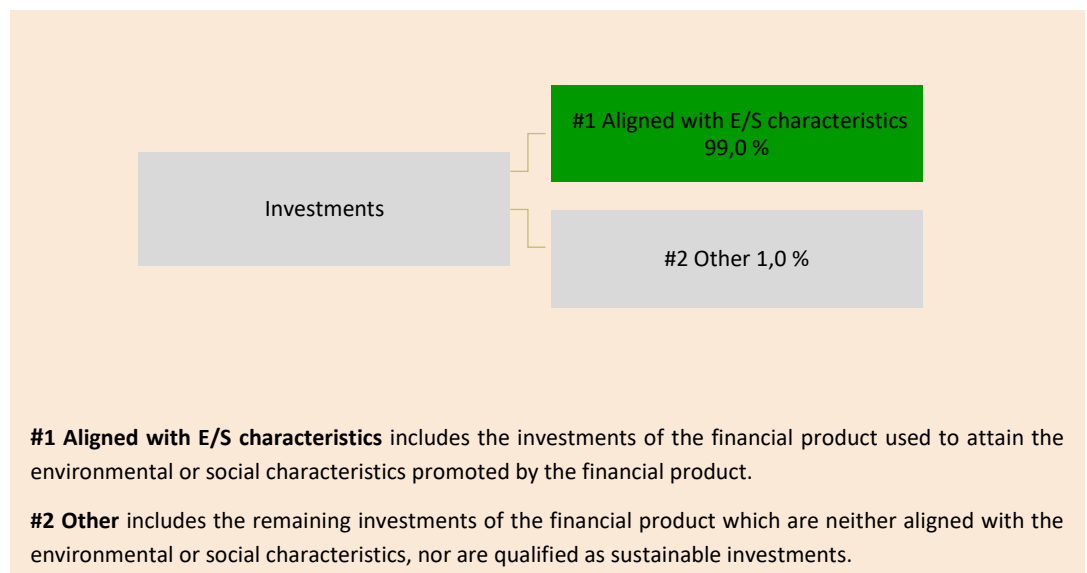 #1 Aligned with E/S characteristics
99,0 %
Investments
#2 Other 1,0 %
#1 Aligned with E/S characteristics includes the investments of the financial product used to attain the
environmental or social characteristics promoted by the financial product.
#2 Other includes the remaining investments of the financial product which are neither aligned with the
environmental or social characteristics, nor are qualified as sustainable investments.